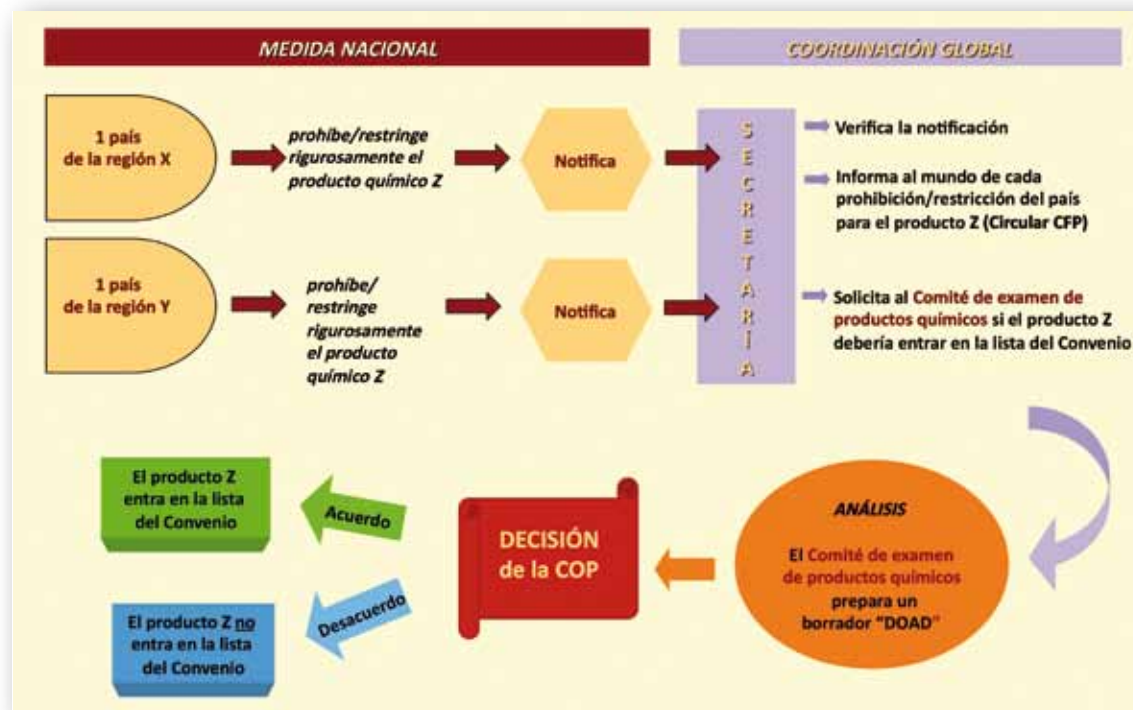 MEDIDA NACIONAL
COORDINACIÓN GLOBAL
1 país
de la región X
prohíbe/restringe
rigurosamente el
producto químico Z
Notifica
1 país
de la región Y
prohíbe/
restringe
rigurosamente
el producto
químico Z
Notifica
SECRETARÍA
Verifica la notificación
Informa al mundo de cada
prohibición/restricción del país
para el producto Z (Circular CFP)
Solicita al Comité de examen de
productos químicos si el producto Z
debería entrar en la lista del Convenio
ANÁLISIS
El Comité de examen
de productos químicos
prepara un
borrador "DOAD"
DECISIÓN
de la COP
Acuerdo
El producto Z
entra en la lista
del Convenio
Desacuerdo
El producto Z no
entra en la lista
del Convenio